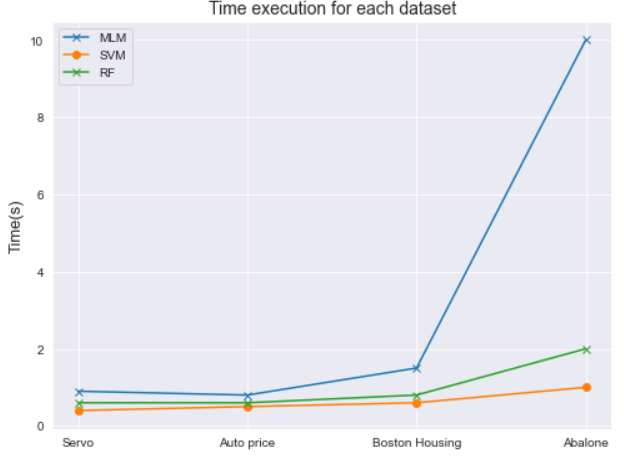 Time execution for each dataset
MLM
SVM
RF
10
8
6
4
2
0
Time(s)
Servo Auto price Boston Housing Abalone